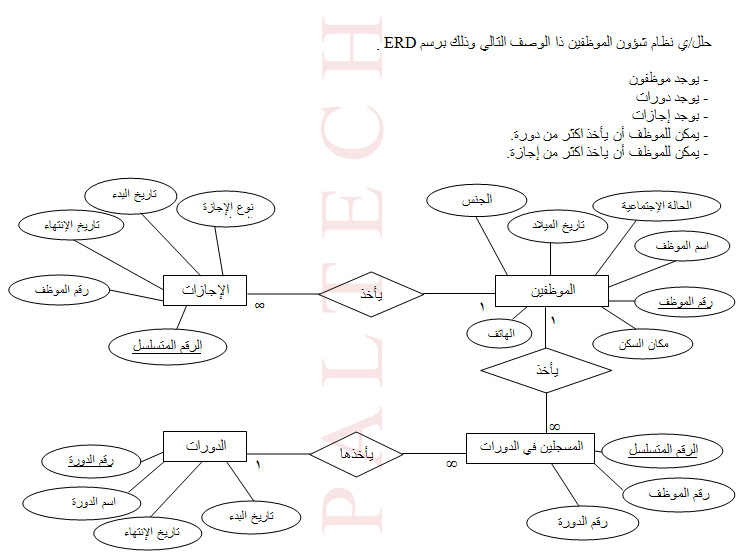 حلل/ي نظام شؤون الموظفين ذا الوصف التالي وذلك برسم ERD .
- يوجد موظفون
- يوجد دورات
- يوجد إجازات
- يمكن للموظف أن يأخذ اكثر من دورة.
- يمكن للموظف أن ياخذ اكثر من إجازة.
الحالة الإجتماعية
الجنس
تاريخ الميلاد
اسم الموظف
رقم الموظف
مكان السكن
الهاتف
الموظفين
١
يأخذ
∞
الإجازات
نوع الإجازة
تاريخ البدء
تاريخ الإنتهاء
رقم الموظف
الرقم المتسلسل
١
يأخذ
∞
المسجلين في الدورات
الرقم المتسلسل
رقم الموظف
رقم الدورة
∞
يأخذها
١
الدورات
رقم الدورة
اسم الدورة
تاريخ الإنتهاء
تاريخ البدء
PALTECH